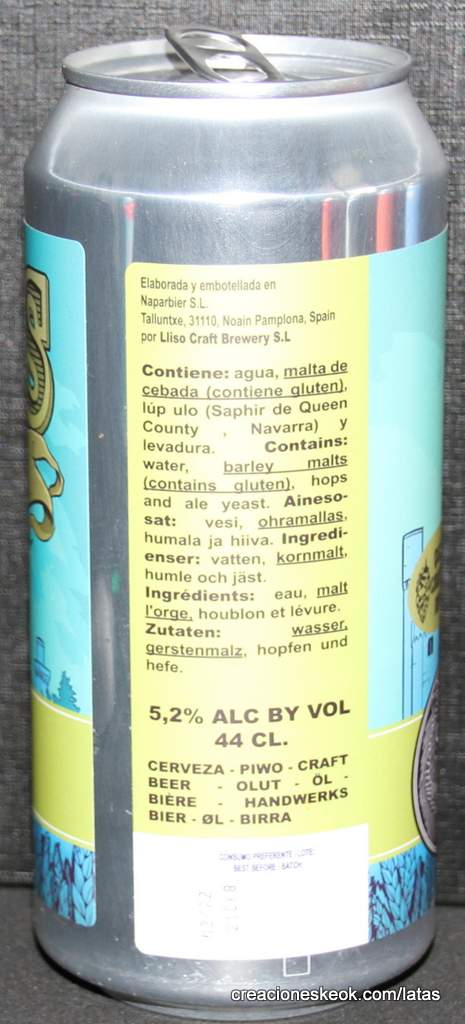 Elaborada y embotellada en
Naparbier S.L.
Talluntxe, 31110, Noain Pamplona, Spain
por Lliso Craft Brewery S.L
Contiene: agua, malta de
cebada (contiene gluten),
lúp ulo (Saphir de Queen
County , Navarra) y
levadura. Contains:
water, barley malts
(contains gluten), hops
and ale yeast. Aineso-
sat: vesi, ohramallas,
humala ja hiiva. Ingredi-
enser: vatten, kornmalt,
humle och jäst.
Ingrédients: eau, malt
l'orge, houblon et lévure.
Zutaten: wasser,
gerstenmalz, hopfen und
hefe.
5,2% ALC BY VOL
44 CL.
CERVEZA - PIWO - CRAFT
BEER - OLUT - ÖL -
BIÈRE - HANDWERKS
BIER - ØL - BIRRA
CONSUMO PREFERENTE - LOTE:
BEST BEFORE - BATCH:
creacioneskeok.com/latas